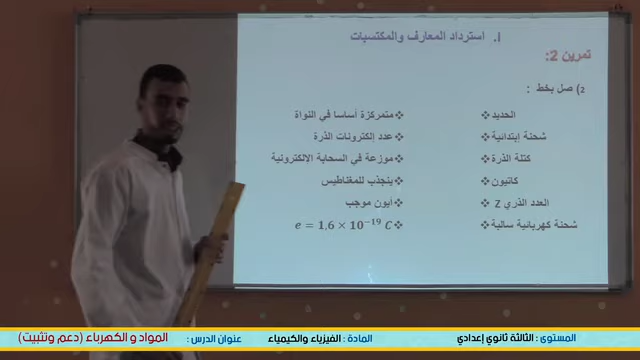 I. استرداد المعارف والمكتسبات
تمرين 2:
2) صل بخط :
❖ الحديد ❖ متمركزة أساسا في النواة
❖ شحنة إبتدائية ❖ عدد إلكترونات الذرة
❖ كتلة الذرة ❖ موزعة في السحابة الالكترونية
❖ كاتيون ❖ ينجذب للمغناطيس
❖ العدد الذري Z ❖ أيون موجب
❖ شحنة كهربائية سالبة ❖ e = 1,6 × 10⁻¹⁹ C
المستوى : الثالثة ثانوي إعدادي المادة : الفيزياء والكيمياء عنوان الدرس : المواد و الكهرباء (دعم وتثبيت)